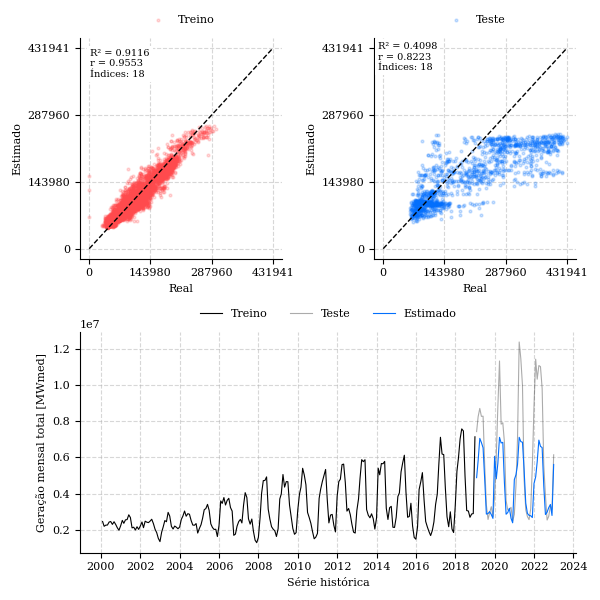 Treino
Teste
R² = 0.9116
r = 0.9553
Índices: 18
R² = 0.4098
r = 0.8223
Índices: 18
431941
287960
143980
0
Estimado
431941
287960
143980
0
Estimado
0 143980 287960 431941
Real
0 143980 287960 431941
Real
Treino Teste Estimado
1e7
1.2
1.0
0.8
0.6
0.4
0.2
Geração mensal total [MWmed]
2000 2002 2004 2006 2008 2010 2012 2014 2016 2018 2020 2022 2024
Série histórica